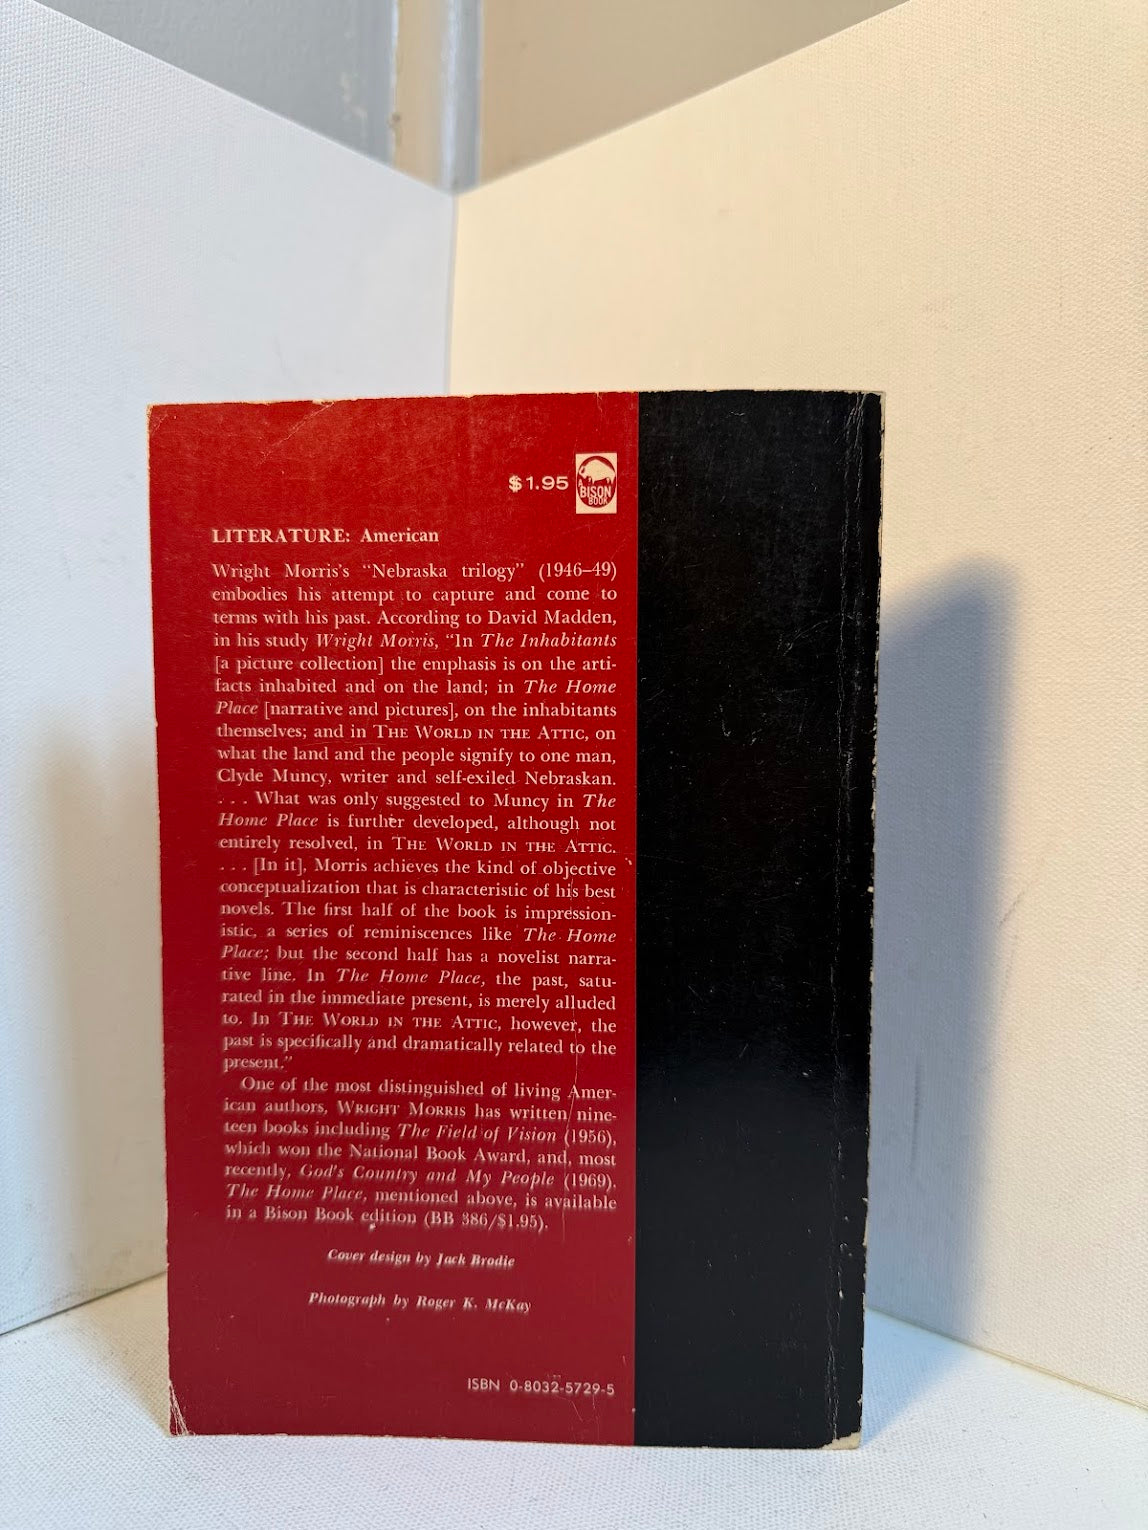 $1.95
A
BISON
BOOK
LITERATURE: American
Wright Morris's “Nebraska trilogy” (1946–49)
embodies his attempt to capture and come to
terms with his past. According to David Madden,
in his study Wright Morris, “In The Inhabitants
[a picture collection] the emphasis is on the arti-
facts inhabited and on the land; in The Home
Place [narrative and pictures], on the inhabitants
themselves; and in THE WORLD IN THE ATTIC, on
what the land and the people signify to one man,
Clyde Muncy, writer and self-exiled Nebraskan.
. . . What was only suggested to Muncy in The
Home Place is further developed, although not
entirely resolved, in THE WORLD IN THE ATTIC.
. . . [In it], Morris achieves the kind of objective
conceptualization that is characteristic of his best
novels. The first half of the book is impression-
istic, a series of reminiscences like The Home
Place; but the second half has a novelist narra-
tive line. In The Home Place, the past, satu-
rated in the immediate present, is merely alluded
to. In THE WORLD IN THE ATTIC, however, the
past is specifically and dramatically related to the
present.”
One of the most distinguished of living Amer-
ican authors, WRIGHT MORRIS has written nine-
teen books including The Field of Vision (1956),
which won the National Book Award, and, most
recently, God's Country and My People (1969).
The Home Place, mentioned above, is available
in a Bison Book edition (BB 386/$1.95).
Cover design by Jack Brodie
Photograph by Roger K. McKay
ISBN 0-8032-5729-5